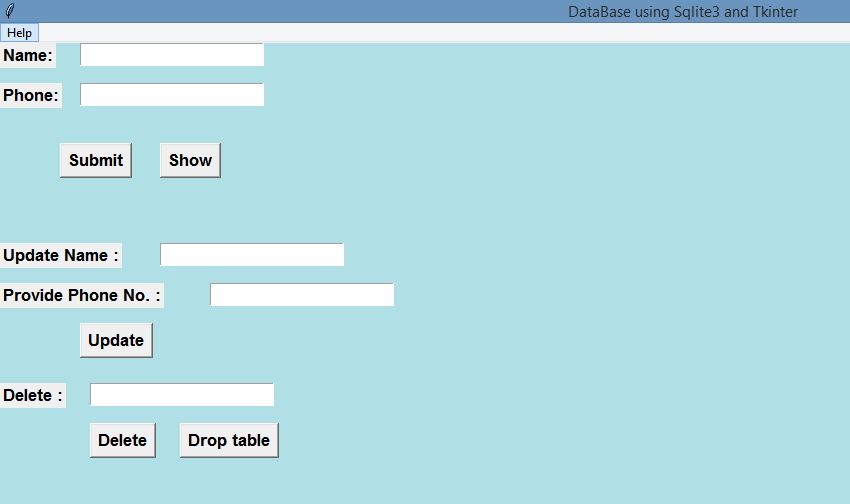 DataBase using Sqlite3 and Tkinter
Help
Name:
Phone:
Submit Show
Update Name :
Provide Phone No. :
Update
Delete :
Delete Drop table